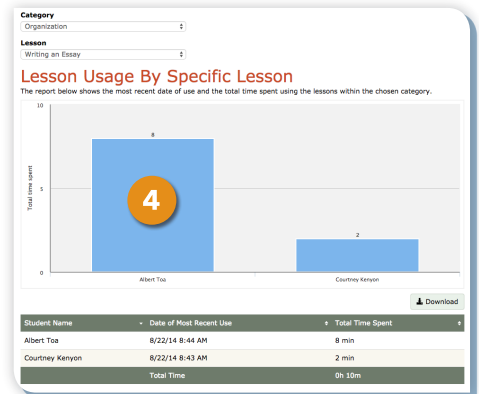 Category
Organization
Lesson
Writing an Essay
Lesson Usage By Specific Lesson
The report below shows the most recent date of use and the total time spent using the lessons within the chosen category.
10
8
Total time spent
5
4
2
0
Albert Toa
Courtney Kenyon
Download
Student Name Date of Most Recent Use Total Time Spent
Albert Toa 8/22/14 8:44 AM 8 min
Courtney Kenyon 8/22/14 8:43 AM 2 min
Total Time 0h 10m